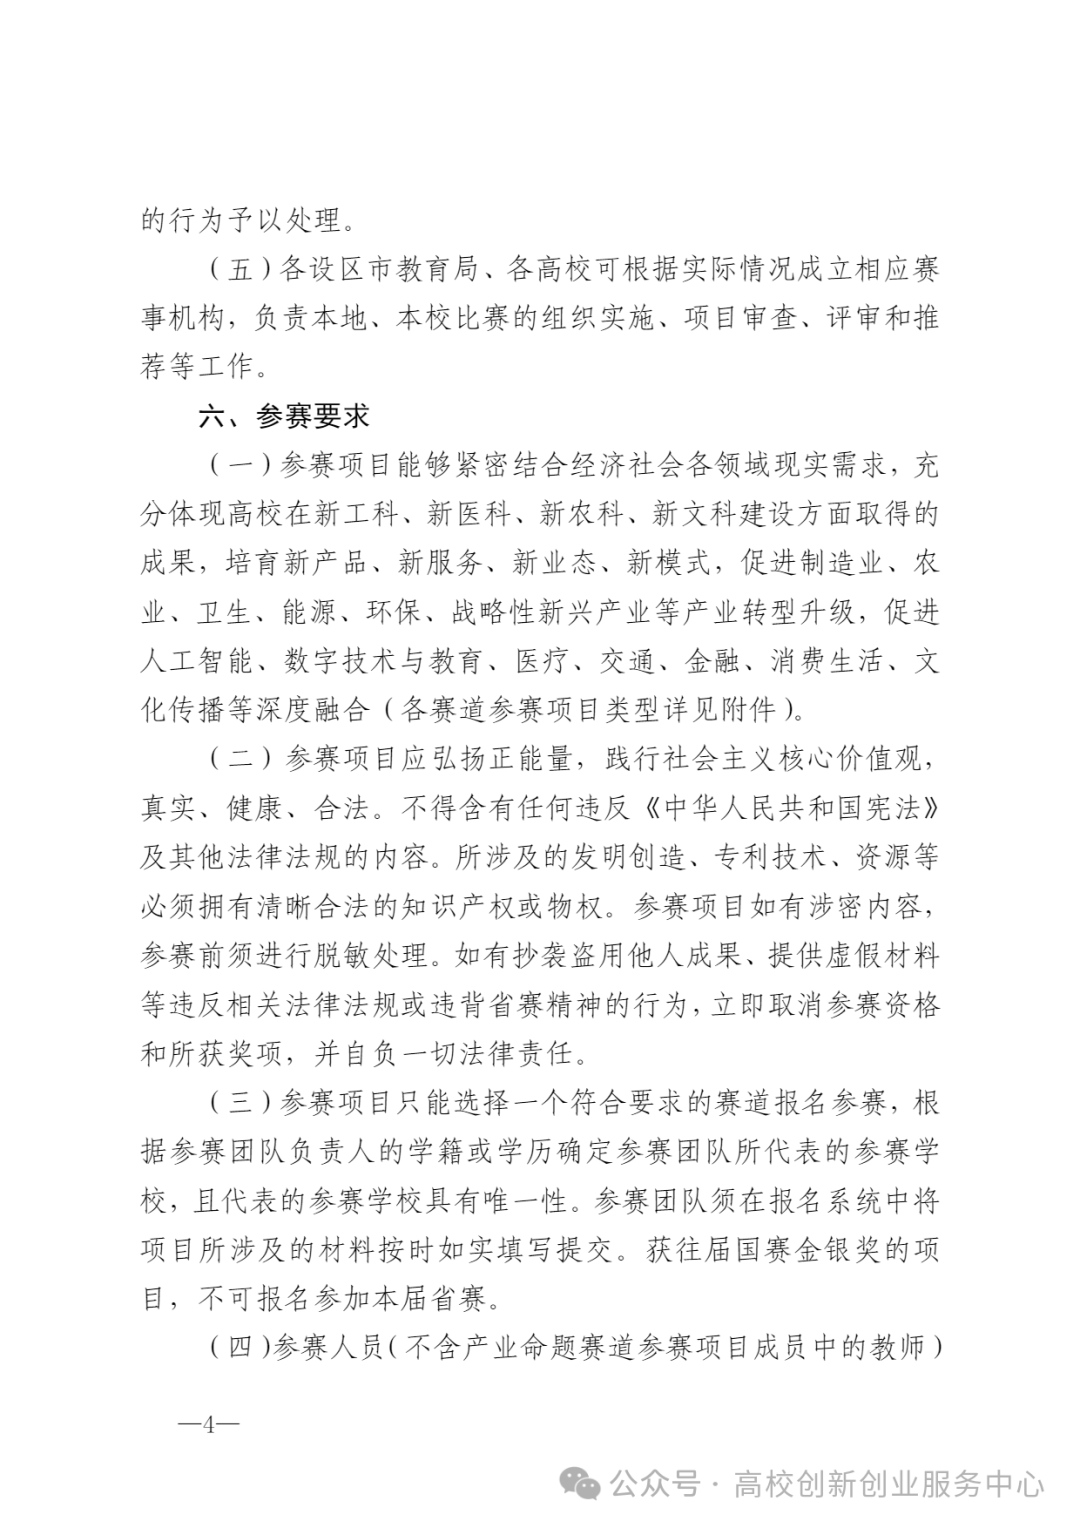 的行为予以处理。
（五）各设区市教育局、各高校可根据实际情况成立相应赛
事机构，负责本地、本校比赛的组织实施、项目审查、评审和推
荐等工作。
六、参赛要求
（一）参赛项目能够紧密结合经济社会各领域现实需求，充
分体现高校在新工科、新医科、新农科、新文科建设方面取得的
成果，培育新产品、新服务、新业态、新模式，促进制造业、农
业、卫生、能源、环保、战略性新兴产业等产业转型升级，促进
人工智能、数字技术与教育、医疗、交通、金融、消费生活、文
化传播等深度融合（各赛道参赛项目类型详见附件）。
（二）参赛项目应弘扬正能量，践行社会主义核心价值观，
真实、健康、合法。不得含有任何违反《中华人民共和国宪法》
及其他法律法规的内容。所涉及的发明创造、专利技术、资源等
必须拥有清晰合法的知识产权或物权。参赛项目如有涉密内容，
参赛前须进行脱敏处理。如有抄袭盗用他人成果、提供虚假材料
等违反相关法律法规或违背省赛精神的行为，立即取消参赛资格
和所获奖项，并自负一切法律责任。
（三）参赛项目只能选择一个符合要求的赛道报名参赛，根
据参赛团队负责人的学籍或学历确定参赛团队所代表的参赛学
校，且代表的参赛学校具有唯一性。参赛团队须在报名系统中将
项目所涉及的材料按时如实填写提交。获往届国赛金银奖的项
目，不可报名参加本届省赛。
（四）参赛人员（不含产业命题赛道参赛项目成员中的教师）
—4—
公众号·高校创新创业服务中心